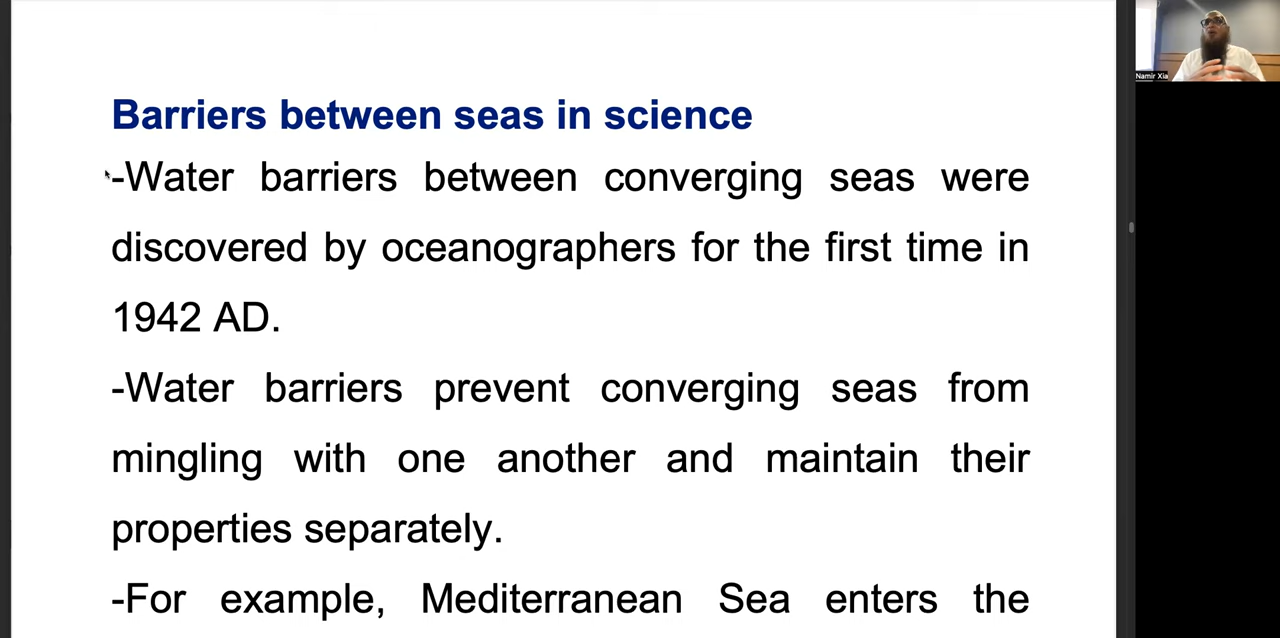 Barriers between seas in science
-Water barriers between converging seas were
discovered by oceanographers for the first time in
1942 AD.
-Water barriers prevent converging seas from
mingling with one another and maintain their
properties separately.
-For example, Mediterranean Sea enters the
Namir Xia